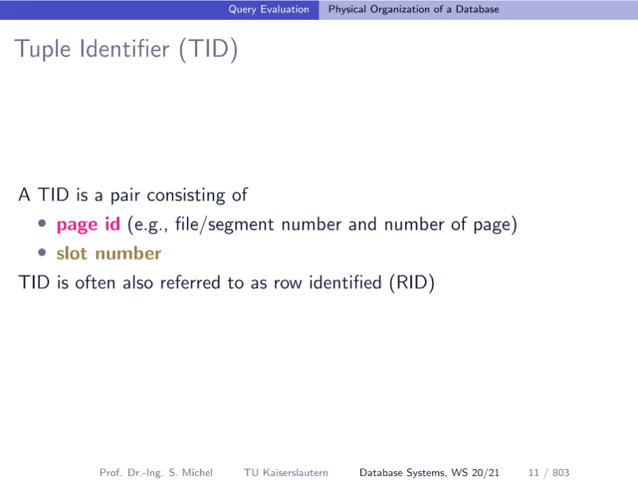 Query Evaluation Physical Organization of a Database
Tuple Identifier (TID)
A TID is a pair consisting of
• page id (e.g., file/segment number and number of page)
• slot number
TID is often also referred to as row identified (RID)
Prof. Dr.-Ing. S. Michel TU Kaiserslautern Database Systems, WS 20/21 11 / 803